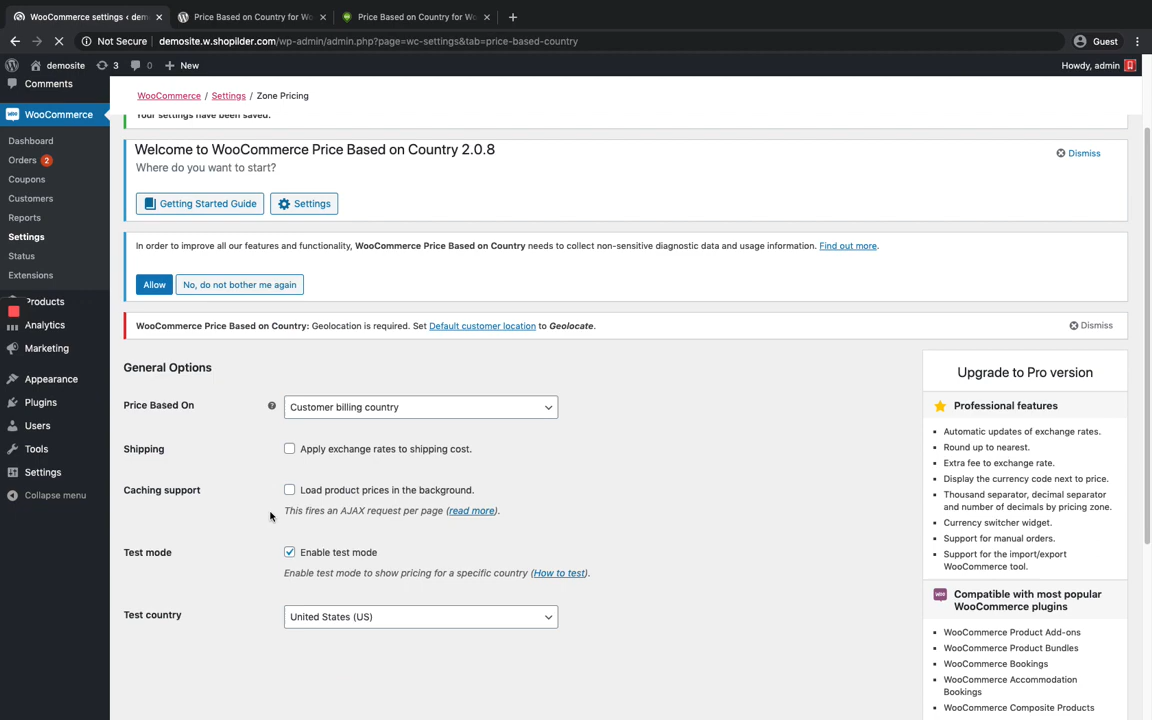 WooCommerce settings ‹ dem
Price Based on Country for Wo
Price Based on Country for Wo
Not Secure
demosite.w.shopilder.com/wp-admin/admin.php?page=wc-settings&tab=price-based-country
Guest
demosite
3
0
New
Howdy, admin
Comments
WooCommerce
Dashboard
Orders 2
Coupons
Customers
Reports
Settings
Status
Extensions
Products
Analytics
Marketing
Appearance
Plugins
Users
Tools
Settings
Collapse menu
WooCommerce / Settings / Zone Pricing
Your settings have been saved.
Welcome to WooCommerce Price Based on Country 2.0.8
Dismiss
Where do you want to start?
Getting Started Guide
Settings
In order to improve all our features and functionality, WooCommerce Price Based on Country needs to collect non-sensitive diagnostic data and usage information. Find out more.
Allow
No, do not bother me again
WooCommerce Price Based on Country: Geolocation is required. Set Default customer location to Geolocate.
Dismiss
General Options
Price Based On
Customer billing country
Shipping
Apply exchange rates to shipping cost.
Caching support
Load product prices in the background.
This fires an AJAX request per page (read more).
Test mode
Enable test mode
Enable test mode to show pricing for a specific country (How to test).
Test country
United States (US)
Upgrade to Pro version
Professional features
Automatic updates of exchange rates.
Round up to nearest.
Extra fee to exchange rate.
Display the currency code next to price.
Thousand separator, decimal separator
and number of decimals by pricing zone.
Currency switcher widget.
Support for manual orders.
Support for the import/export
WooCommerce tool.
Woo
Compatible with most popular
WooCommerce plugins
WooCommerce Product Add-ons
WooCommerce Product Bundles
WooCommerce Bookings
WooCommerce Accommodation
Bookings
WooCommerce Composite Products